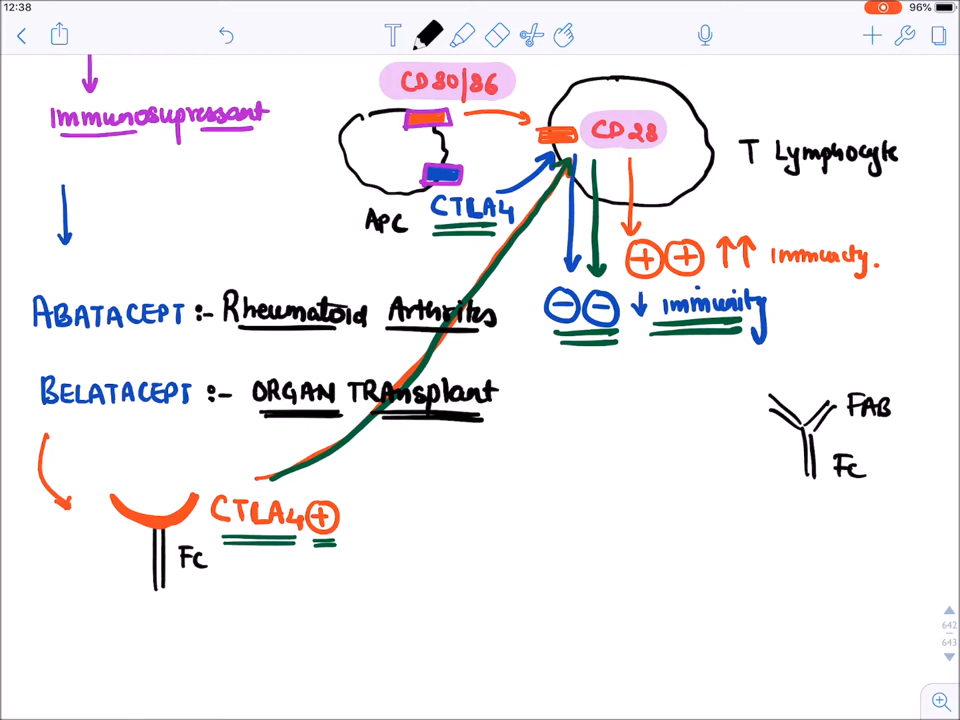 12:38
96%
T
CD80/86
Immunosupressant
CD28
T Lymphocyte
CTLA4
APC
++ ↑↑ Immunity.
−− ↓ immunity
ABATACEPT :- Rheumatoid Arthritis
BELATACEPT :- ORGAN TRANSplant
FAB
Fc
CTLA4 +
Fc
642
643